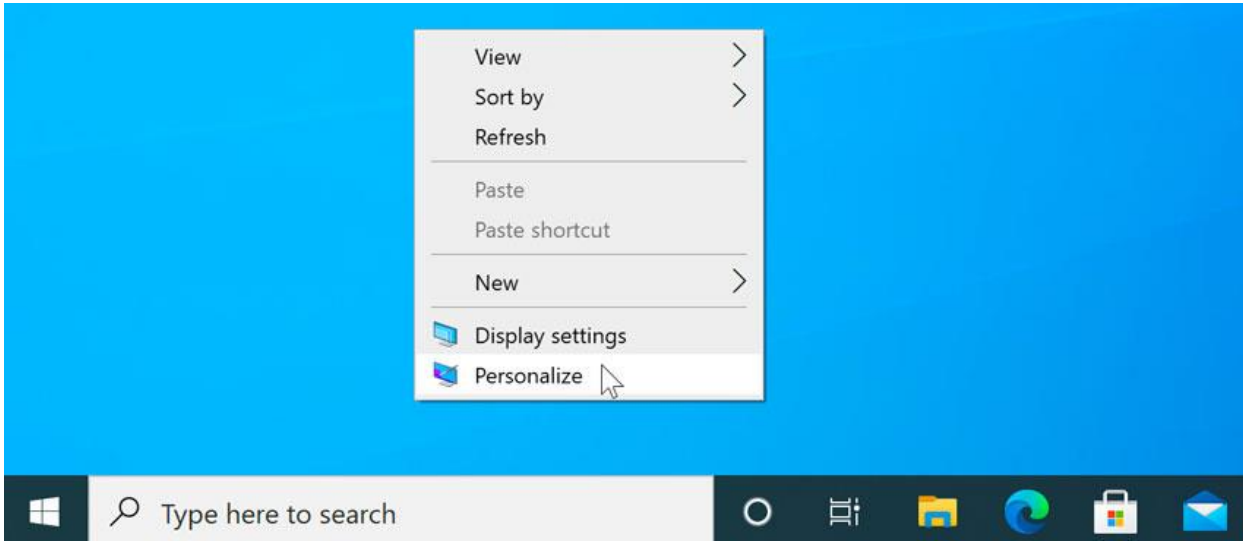 View
Sort by
Refresh
Paste
Paste shortcut
New
Display settings
Personalize
Type here to search